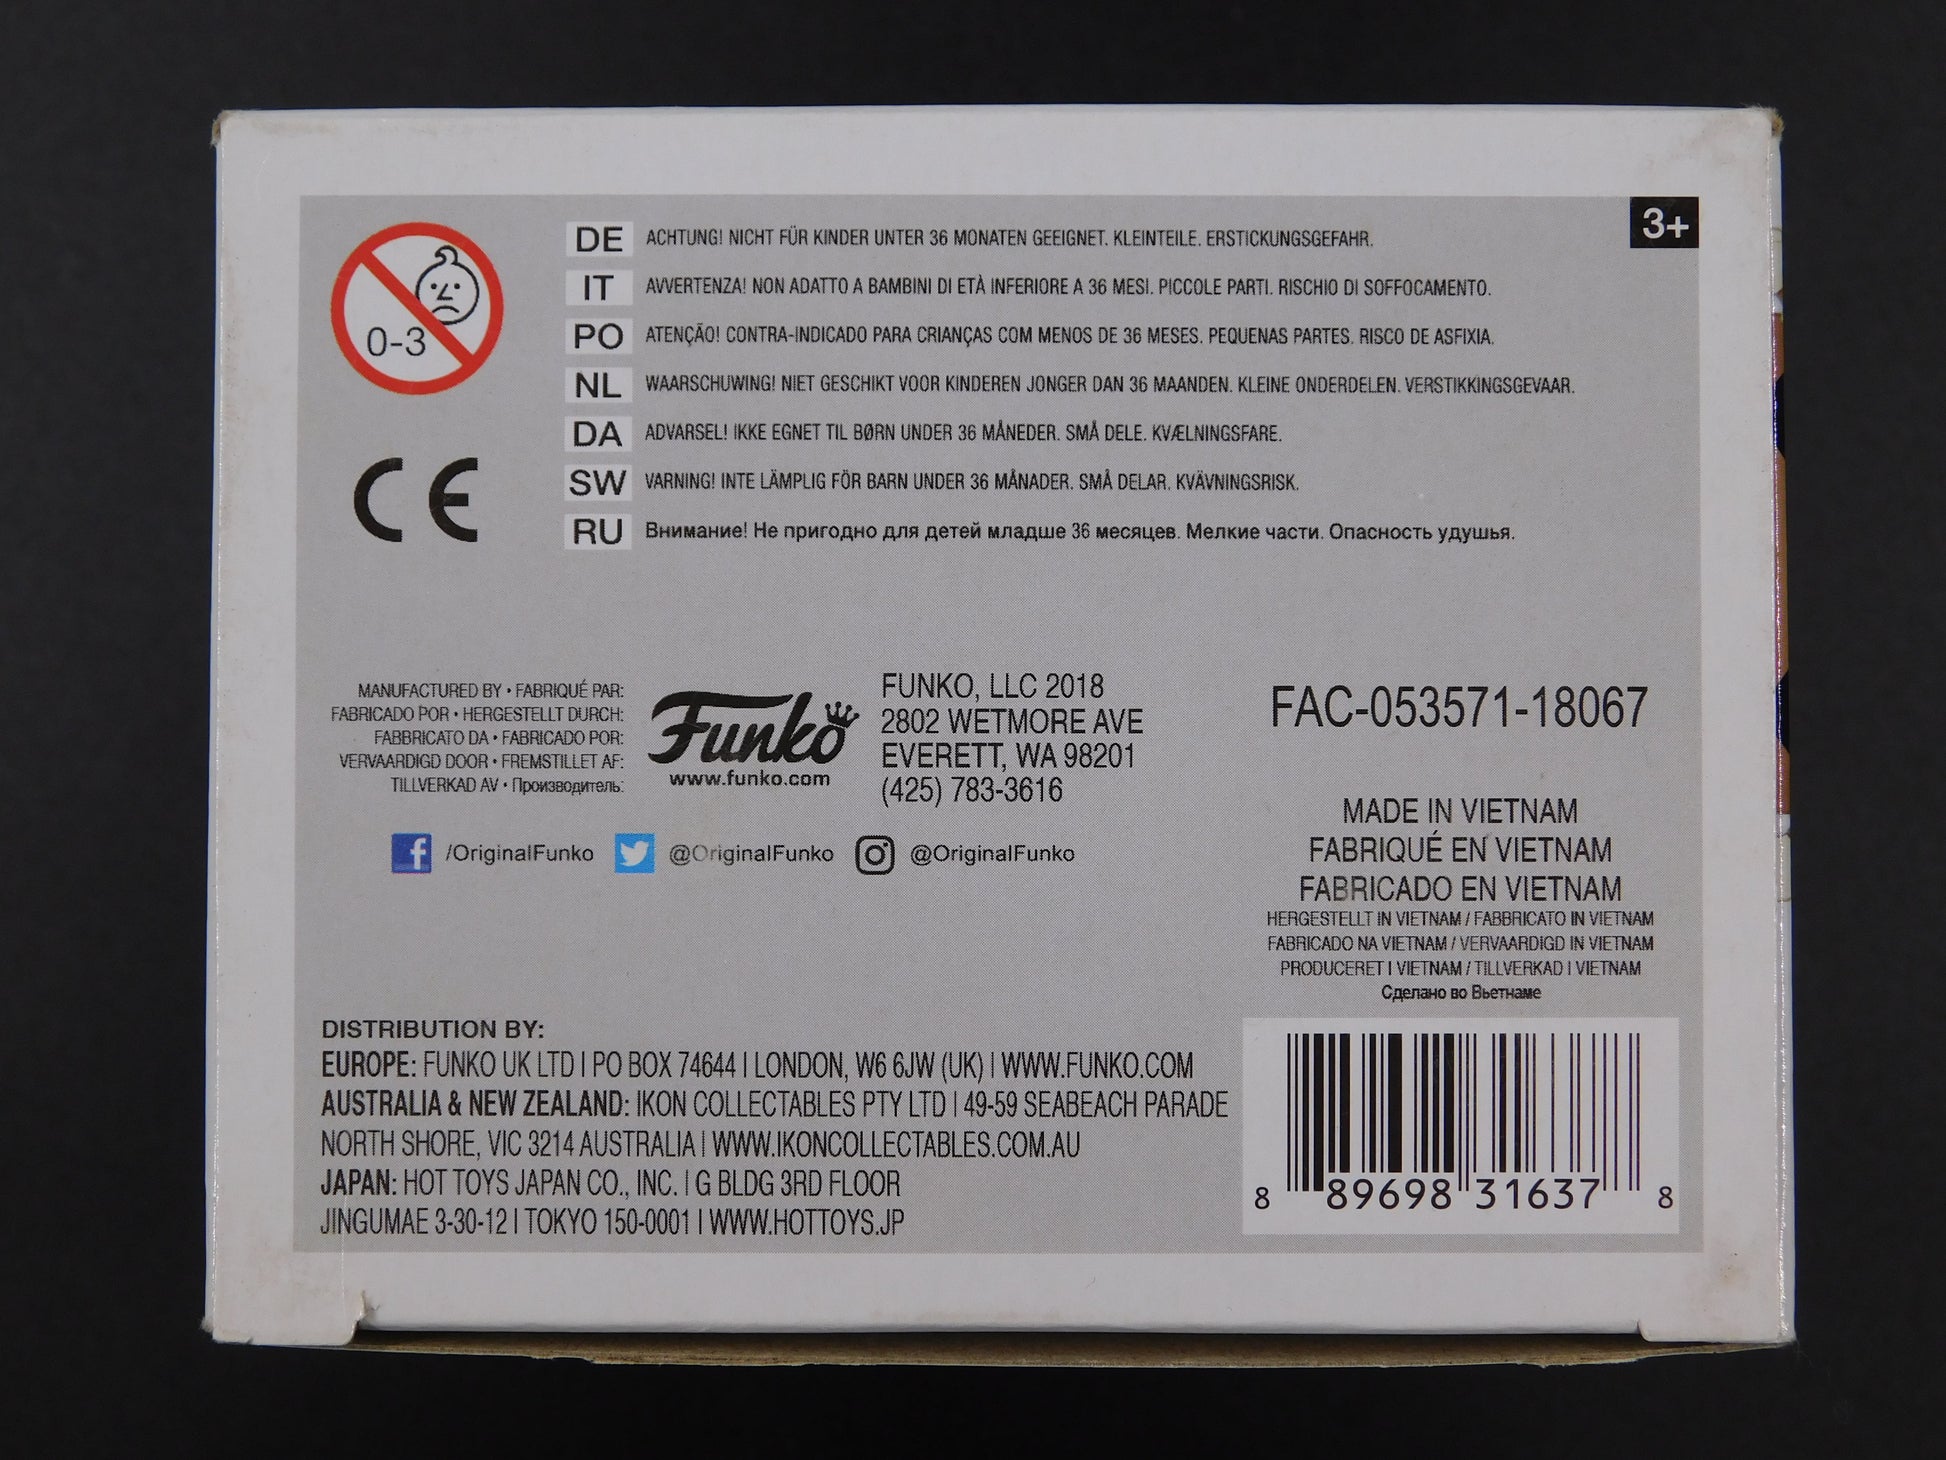 3+
0-3
DE ACHTUNG! NICHT FÜR KINDER UNTER 36 MONATEN GEEIGNET. KLEINTEILE. ERSTICKUNGSGEFAHR.
IT AVVERTENZA! NON ADATTO A BAMBINI DI ETÀ INFERIORE A 36 MESI. PICCOLE PARTI. RISCHIO DI SOFFOCAMENTO.
PO ATENÇÃO! CONTRA-INDICADO PARA CRIANÇAS COM MENOS DE 36 MESES. PEQUENAS PARTES. RISCO DE ASFIXIA.
NL WAARSCHUWING! NIET GESCHIKT VOOR KINDEREN JONGER DAN 36 MAANDEN. KLEINE ONDERDELEN. VERSTIKKINGSGEVAAR.
DA ADVARSEL! IKKE EGNET TIL BØRN UNDER 36 MÅNEDER. SMÅ DELE. KVÆLNINGSFARE.
SW VARNING! INTE LÄMPLIG FÖR BARN UNDER 36 MÅNADER. SMÅ DELAR. KVÄVNINGSRISK.
RU Внимание! Не пригодно для детей младше 36 месяцев. Мелкие части. Опасность удушья.
CE
MANUFACTURED BY • FABRIQUÉ PAR:
FABRICADO POR • HERGESTELLT DURCH:
FABBRICATO DA • FABRICADO POR:
VERVAARDIGD DOOR • FREMSTILLET AF:
TILLVERKAD AV • Производитель:
Funko
www.funko.com
FUNKO, LLC 2018
2802 WETMORE AVE
EVERETT, WA 98201
(425) 783-3616
/OriginalFunko @OriginalFunko @OriginalFunko
FAC-053571-18067
MADE IN VIETNAM
FABRIQUÉ EN VIETNAM
FABRICADO EN VIETNAM
HERGESTELLT IN VIETNAM / FABBRICATO IN VIETNAM
FABRICADO NA VIETNAM / VERVAARDIGD IN VIETNAM
PRODUCERET I VIETNAM / TILLVERKAD I VIETNAM
Сделано во Вьетнаме
DISTRIBUTION BY:
EUROPE: FUNKO UK LTD | PO BOX 74644 | LONDON, W6 6JW (UK) | WWW.FUNKO.COM
AUSTRALIA & NEW ZEALAND: IKON COLLECTABLES PTY LTD | 49-59 SEABEACH PARADE
NORTH SHORE, VIC 3214 AUSTRALIA | WWW.IKONCOLLECTABLES.COM.AU
JAPAN: HOT TOYS JAPAN CO., INC. | G BLDG 3RD FLOOR
JINGUMAE 3-30-12 | TOKYO 150-0001 | WWW.HOTTOYS.JP
8 89698 31637 8